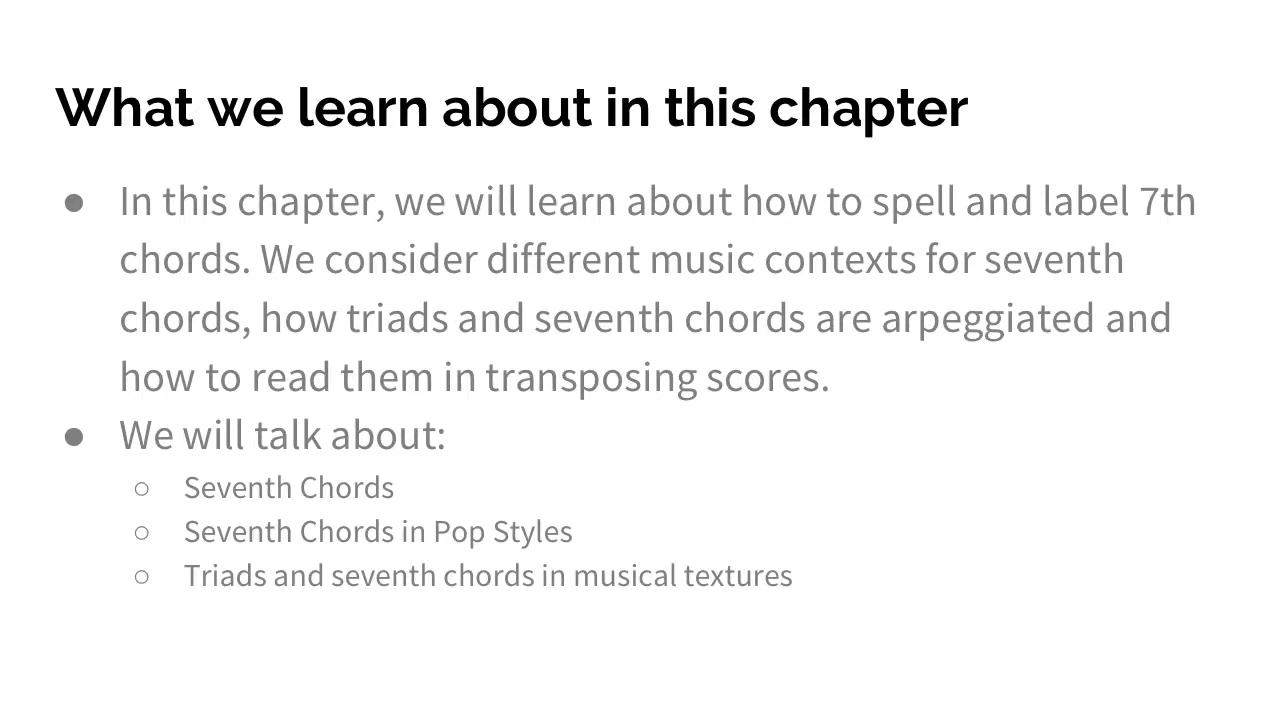 What we learn about in this chapter
● In this chapter, we will learn about how to spell and label 7th
chords. We consider different music contexts for seventh
chords, how triads and seventh chords are arpeggiated and
how to read them in transposing scores.
● We will talk about:
○ Seventh Chords
○ Seventh Chords in Pop Styles
○ Triads and seventh chords in musical textures